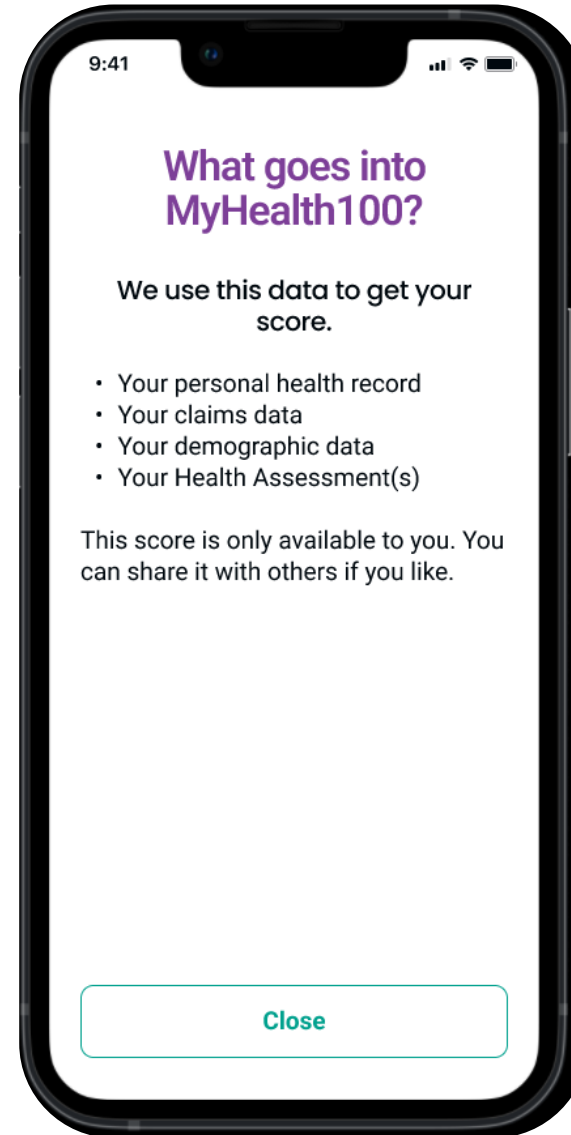 9:41
What goes into
MyHealth100?
We use this data to get your
score.
• Your personal health record
• Your claims data
• Your demographic data
• Your Health Assessment(s)
This score is only available to you. You
can share it with others if you like.
Close